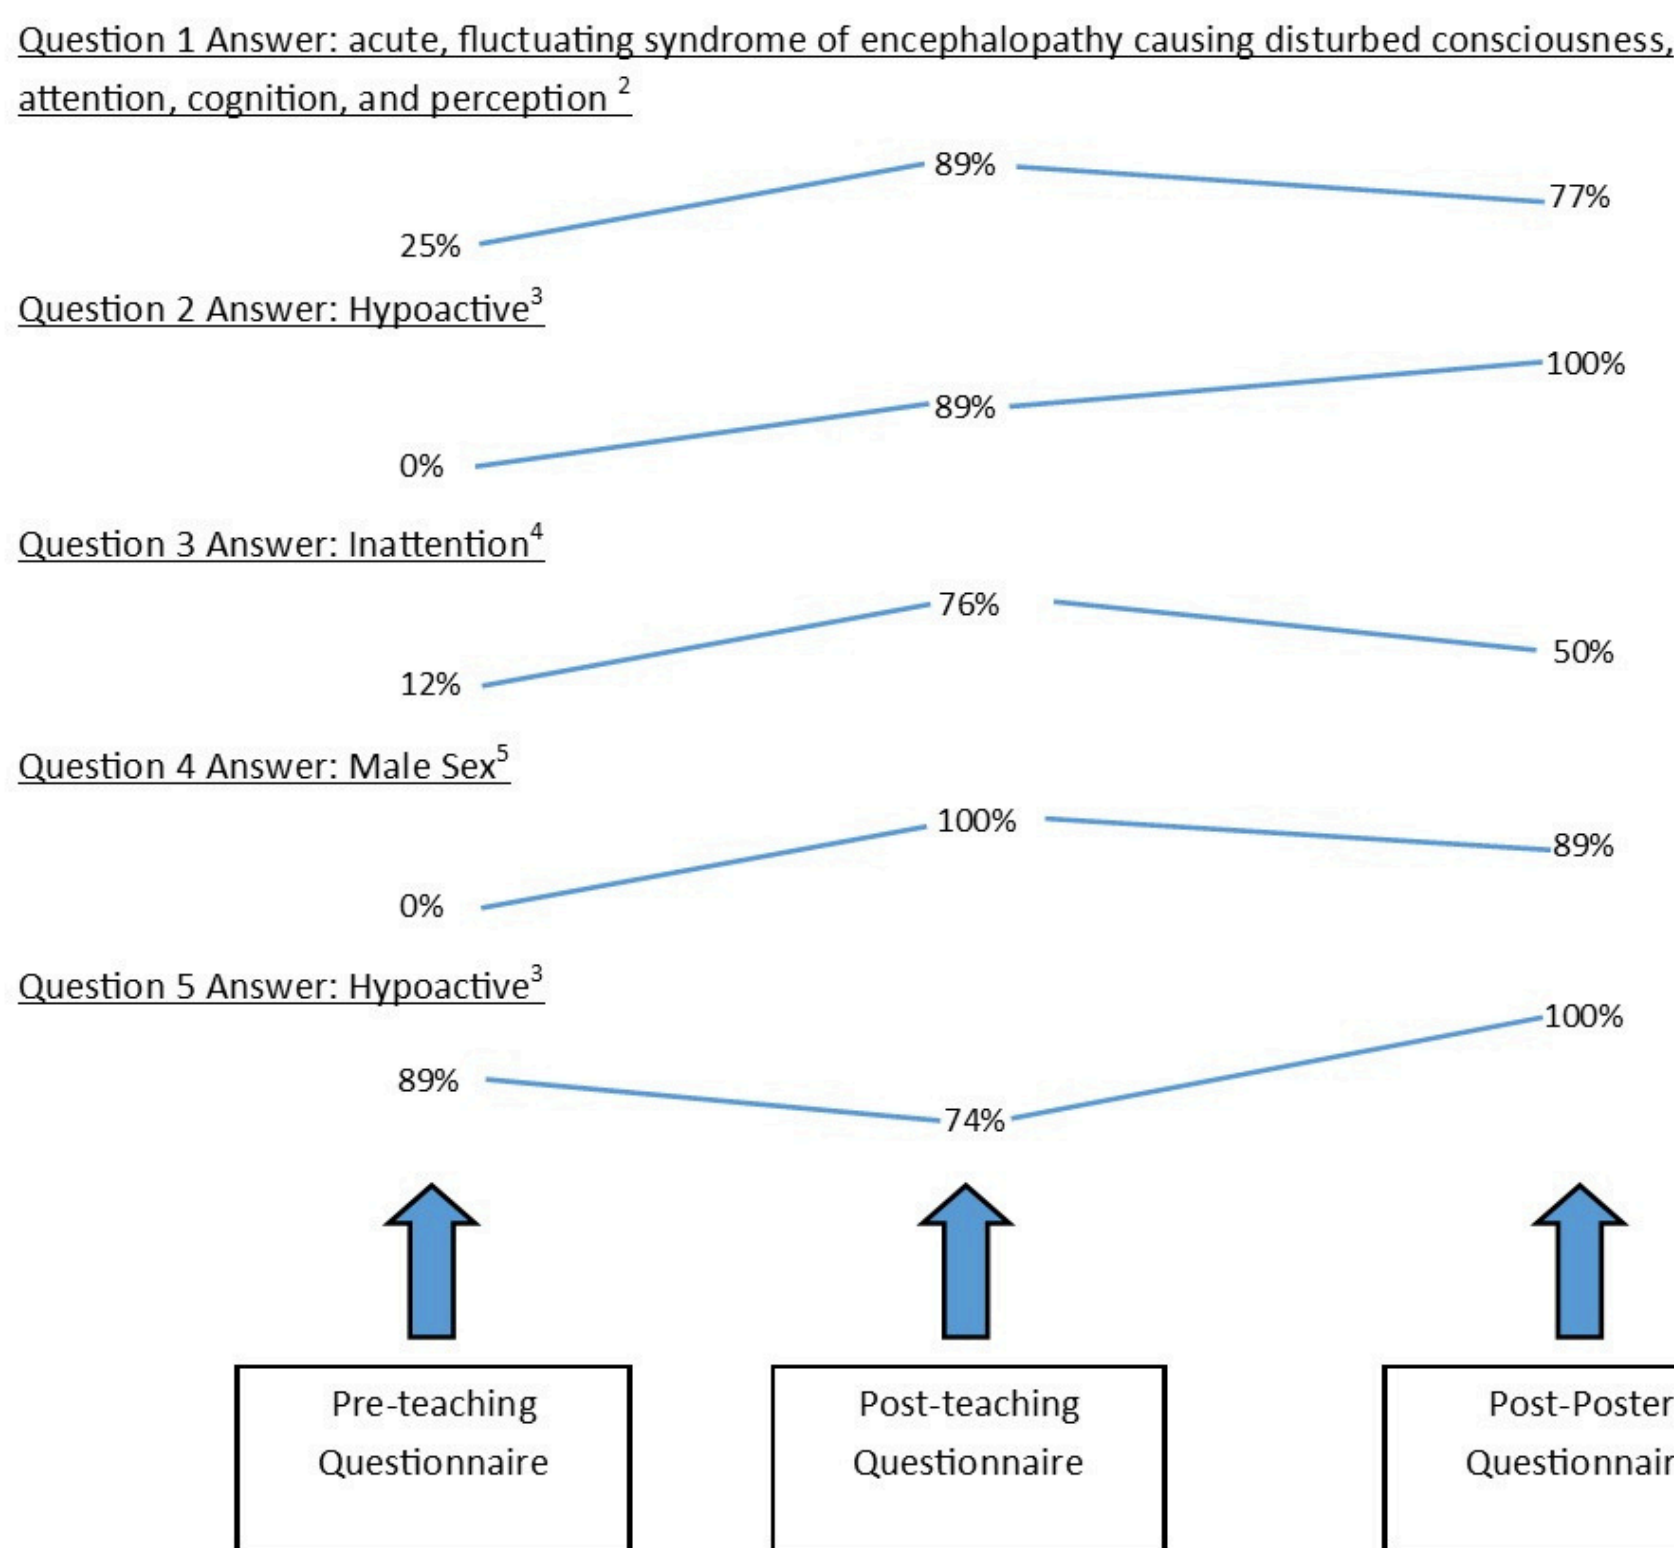 Question 1 Answer: acute, fluctuating syndrome of encephalopathy causing disturbed consciousness,
attention, cognition, and perception 2
89%
77%
25%
Question 2 Answer: Hypoactive3
100%
89%
0%
Question 3 Answer: Inattention4
76%
50%
12%
Question 4 Answer: Male Sex5
100%
89%
0%
Question 5 Answer: Hypoactive3
100%
89%
74%
Pre-teaching
Questionnaire
Post-teaching
Questionnaire
Post-Poster
Questionnair